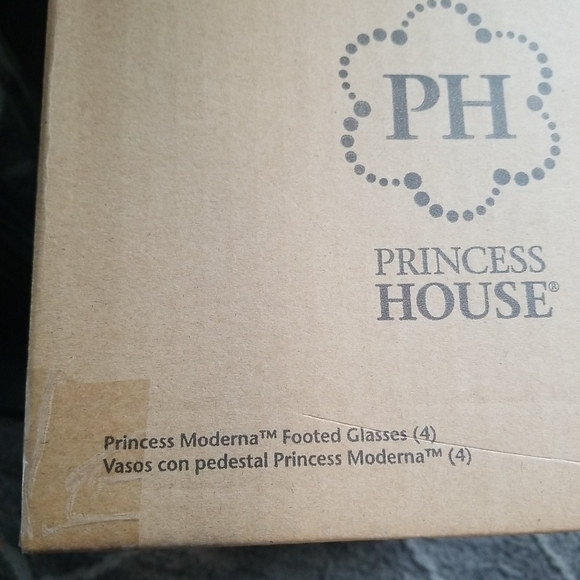 PH
PRINCESS
HOUSE®
Princess Moderna™ Footed Glasses (4)
Vasos con pedestal Princess Moderna™ (4)